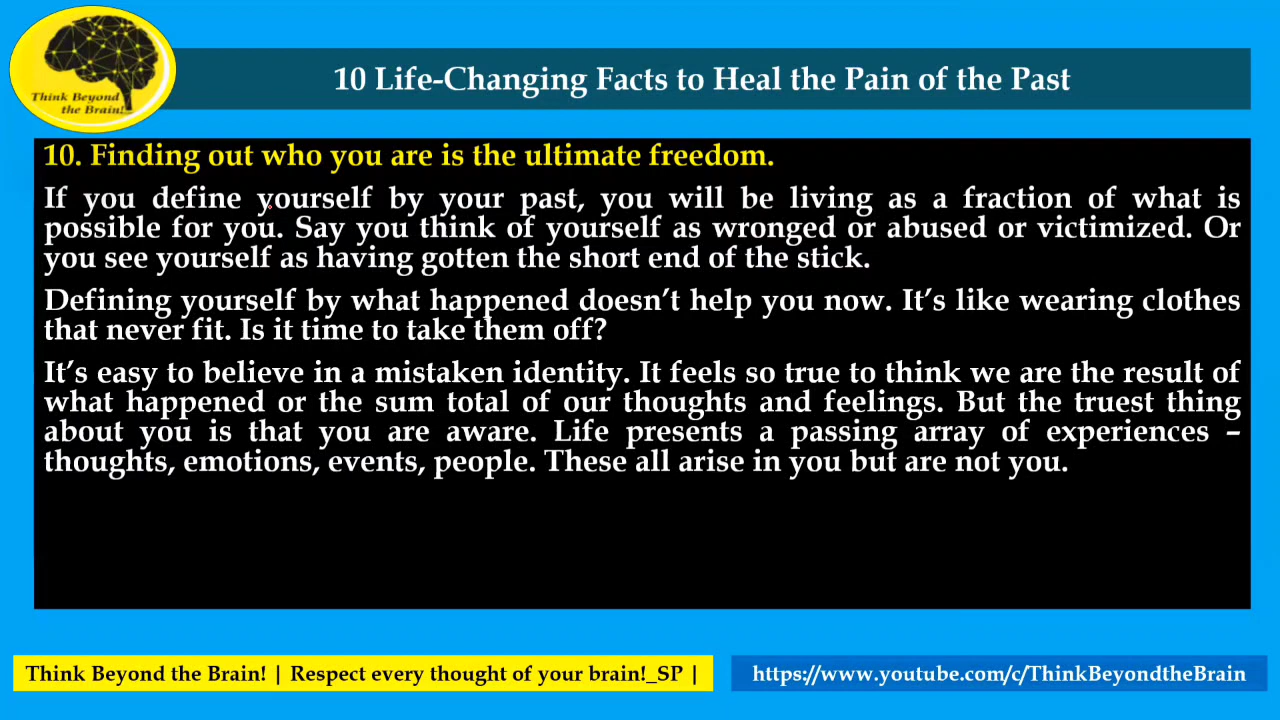 Think Beyond
the Brain!
10 Life-Changing Facts to Heal the Pain of the Past
10. Finding out who you are is the ultimate freedom.
If you define yourself by your past, you will be living as a fraction of what is
possible for you. Say you think of yourself as wronged or abused or victimized. Or
you see yourself as having gotten the short end of the stick.
Defining yourself by what happened doesn’t help you now. It’s like wearing clothes
that never fit. Is it time to take them off?
It’s easy to believe in a mistaken identity. It feels so true to think we are the result of
what happened or the sum total of our thoughts and feelings. But the truest thing
about you is that you are aware. Life presents a passing array of experiences –
thoughts, emotions, events, people. These all arise in you but are not you.
Think Beyond the Brain! | Respect every thought of your brain!_SP |
https://www.youtube.com/c/ThinkBeyondtheBrain